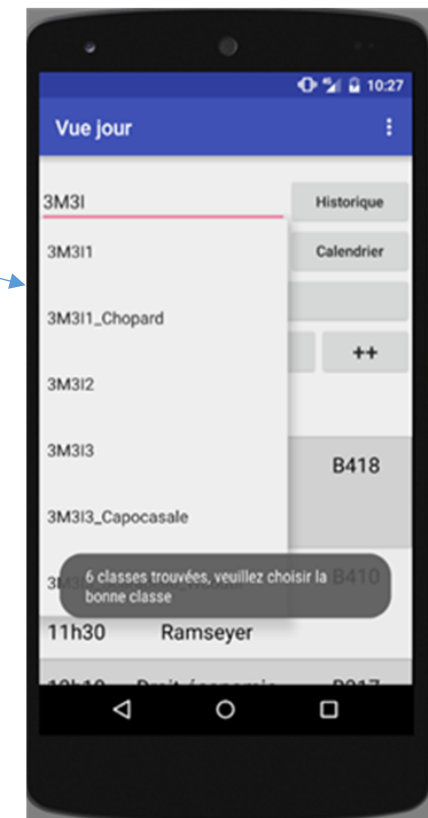 10:27
Vue jour
3M3I
Historique
3M3I1
Calendrier
3M3I1_Chopard
++
3M3I2
3M3I3
B418
3M3I3_Capocasale
6 classes trouvées, veuillez choisir la
bonne classe
B410
11h30 Ramseyer